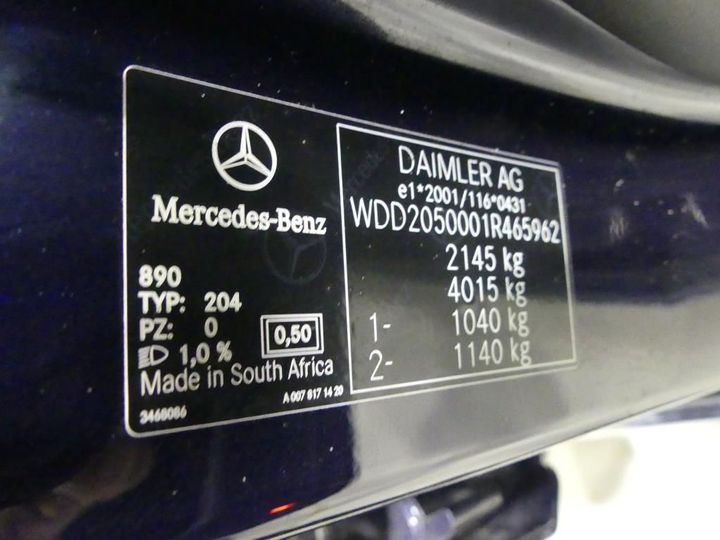 Mercedes-Benz
890
TYP: 204
PZ: 0
1,0 %
0,50
Made in South Africa
A 007 817 14 20
3468086
DAIMLER AG
e1*2001/116*0431
WDD2050001R465962
2145 kg
4015 kg
1- 1040 kg
2- 1140 kg